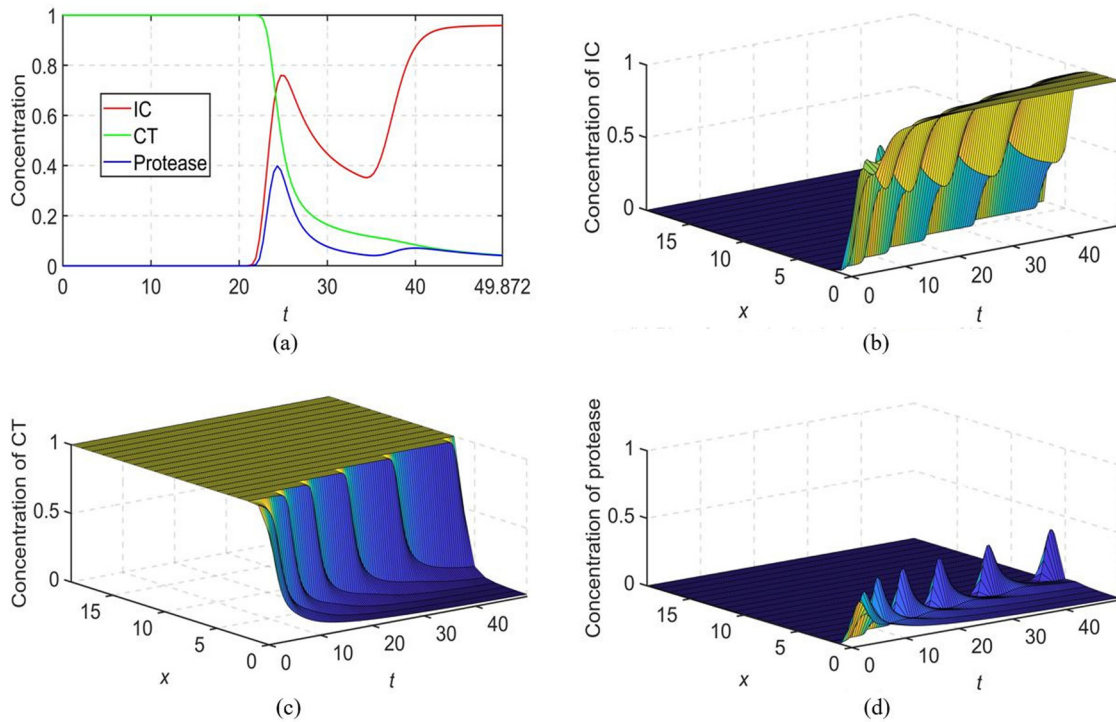 1
0.8
0.6
0.4
0.2
0
Concentration
IC
CT
Protease
0 10 20 30 40 49.872
t
(a)
1
0.5
0
Concentration of IC
15
10
5
0
x
0
10
20
30
40
t
(b)
1
0.5
0
Concentration of CT
15
10
5
0
x
0
10
20
30
40
t
(c)
1
0.5
0
Concentration of protease
15
10
5
0
x
0
10
20
30
40
t
(d)